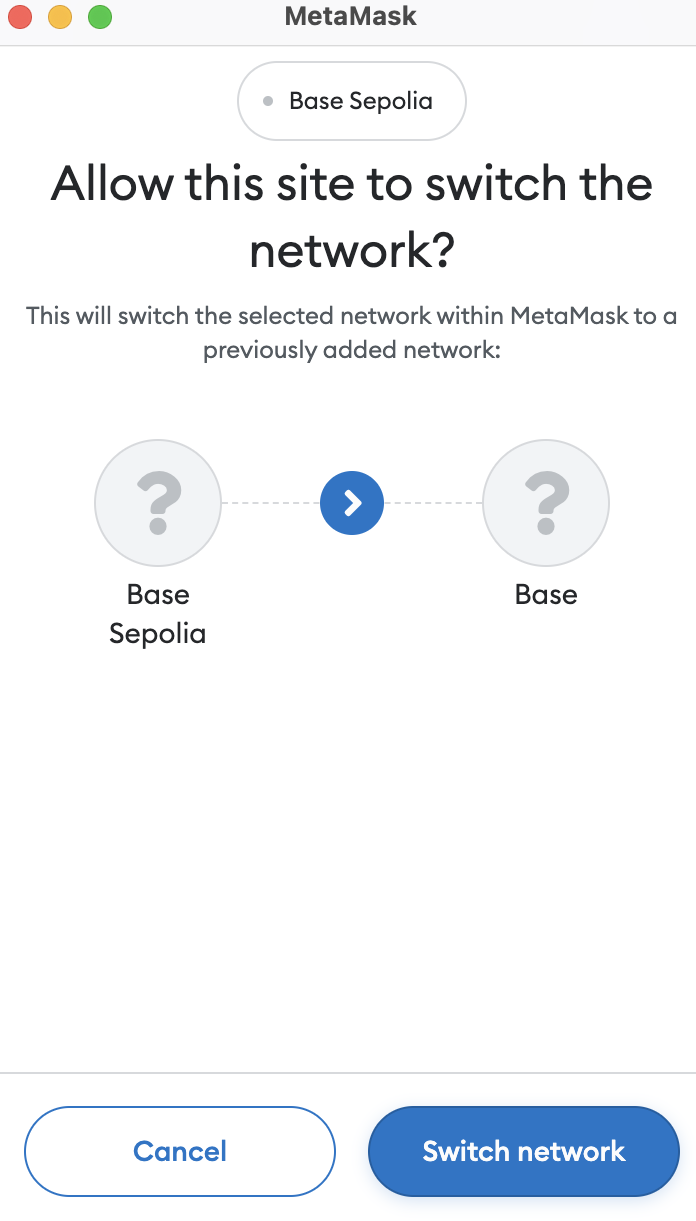 MetaMask
Base Sepolia
Allow this site to switch the
network?
This will switch the selected network within MetaMask to a
previously added network:
?
?
Base
Sepolia
Base
Cancel
Switch network